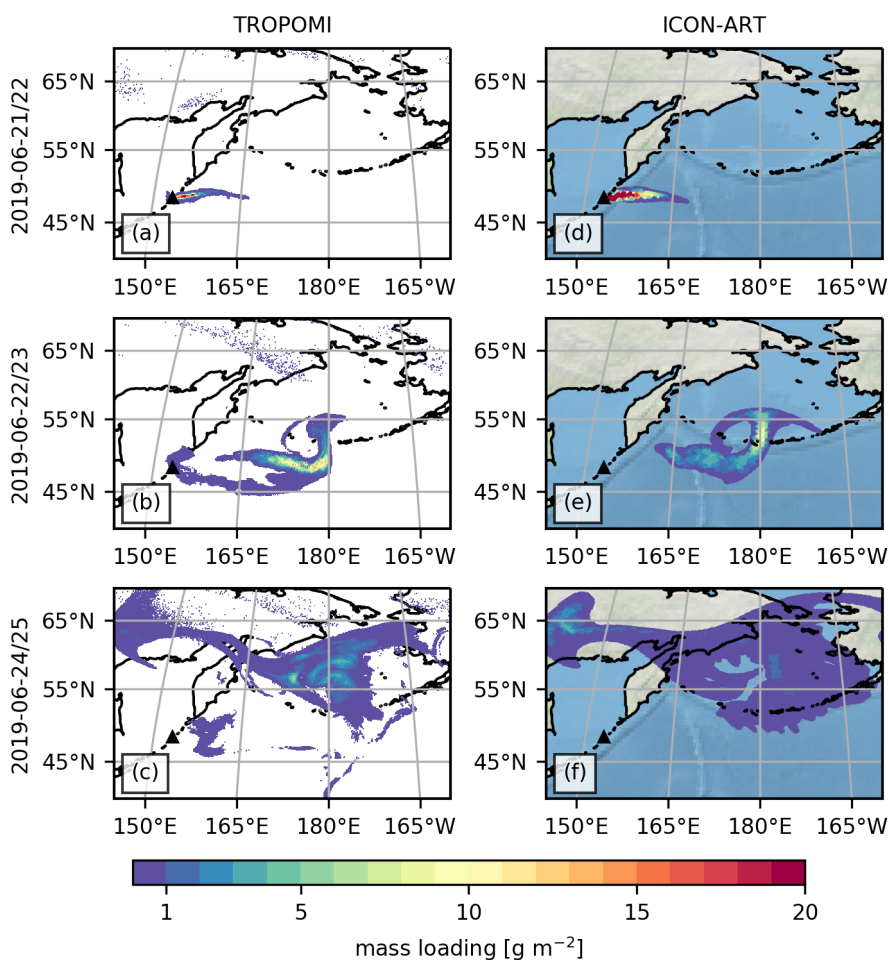 TROPOMI ICON-ART
2019-06-21/22
65°N 65°N
55°N 55°N
45°N 45°N
(a) (d)
150°E 165°E 180°E 165°W 150°E 165°E 180°E 165°W
2019-06-22/23
65°N 65°N
55°N 55°N
45°N 45°N
(b) (e)
150°E 165°E 180°E 165°W 150°E 165°E 180°E 165°W
2019-06-24/25
65°N 65°N
55°N 55°N
45°N 45°N
(c) (f)
150°E 165°E 180°E 165°W 150°E 165°E 180°E 165°W
1 5 10 15 20
mass loading [g m⁻²]